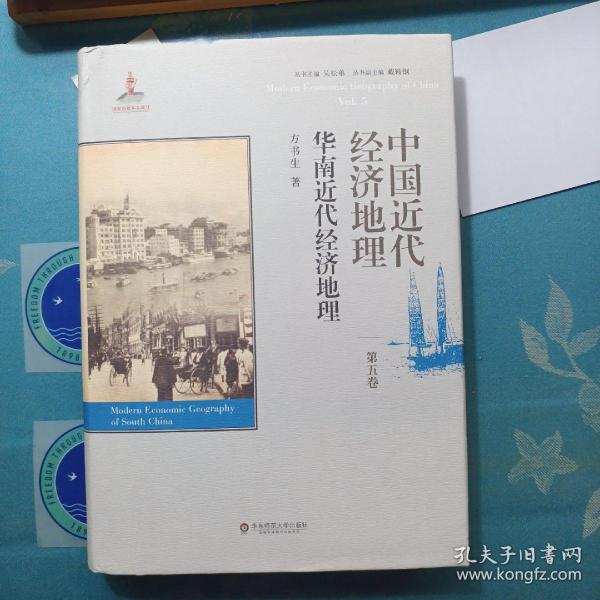 丛书主编 吴松弟 丛书副主编 戴鞍钢
Modern Economic Geography of China
Vol. 5
中国近代
经济地理
第五卷
华南近代经济地理
方书生 著
Modern Economic Geography
of South China
华东师范大学出版社
FREEDOM THROUGH
1898
FREEDOM THROUGH
1898
孔夫子旧书网
www.kongfz.com